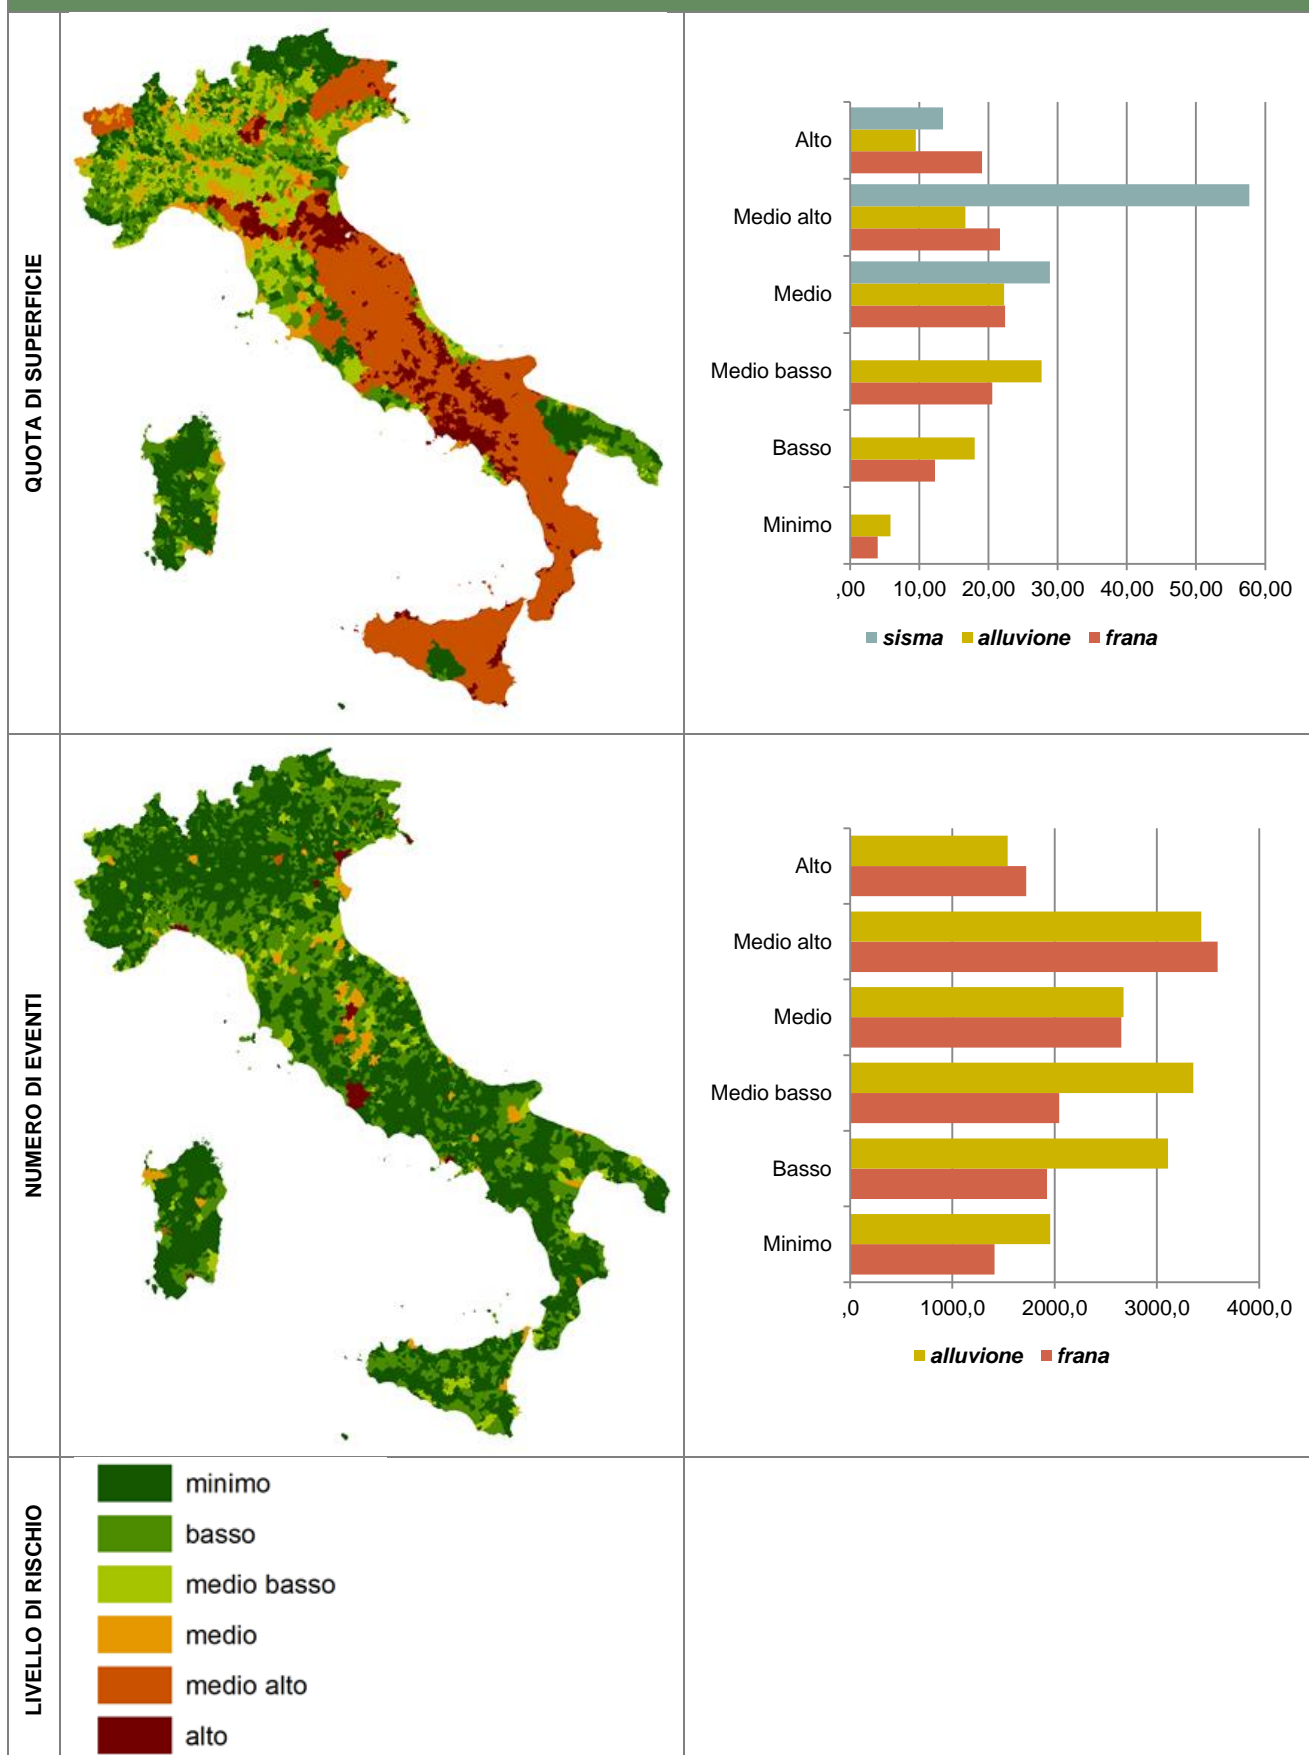 QUOTA DI SUPERFICIE
Alto
Medio alto
Medio
Medio basso
Basso
Minimo
,00 10,00 20,00 30,00 40,00 50,00 60,00
sisma alluvione frana
NUMERO DI EVENTI
Alto
Medio alto
Medio
Medio basso
Basso
Minimo
,0 1000,0 2000,0 3000,0 4000,0
alluvione frana
LIVELLO DI RISCHIO
minimo
basso
medio basso
medio
medio alto
alto